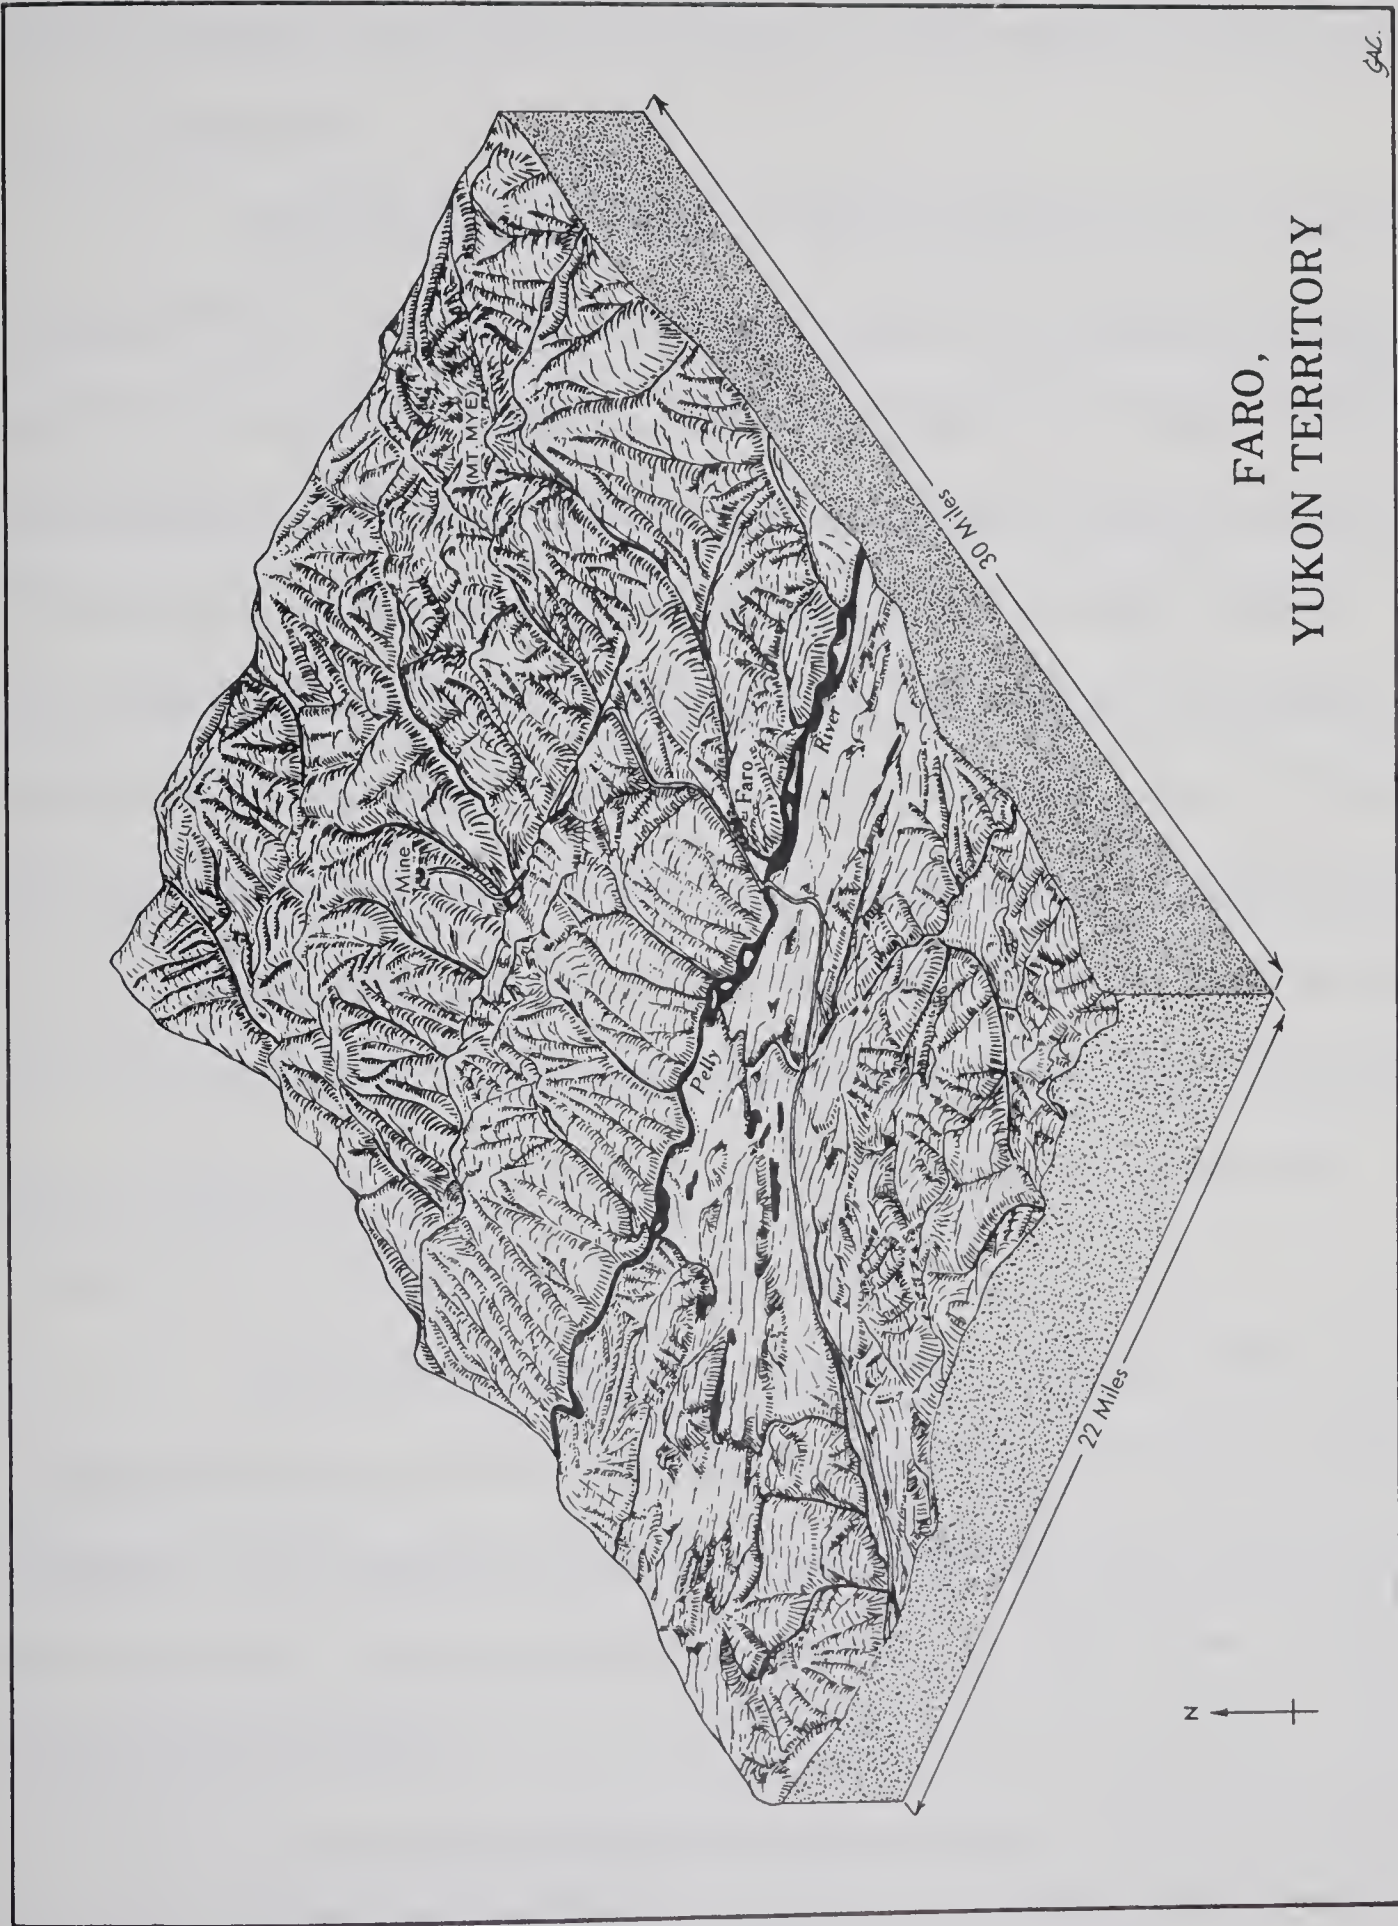 (MT. MYE)
Mine
Faro
River
Pelly
30 Miles
22 Miles
N
FARO,
YUKON TERRITORY
GAC.